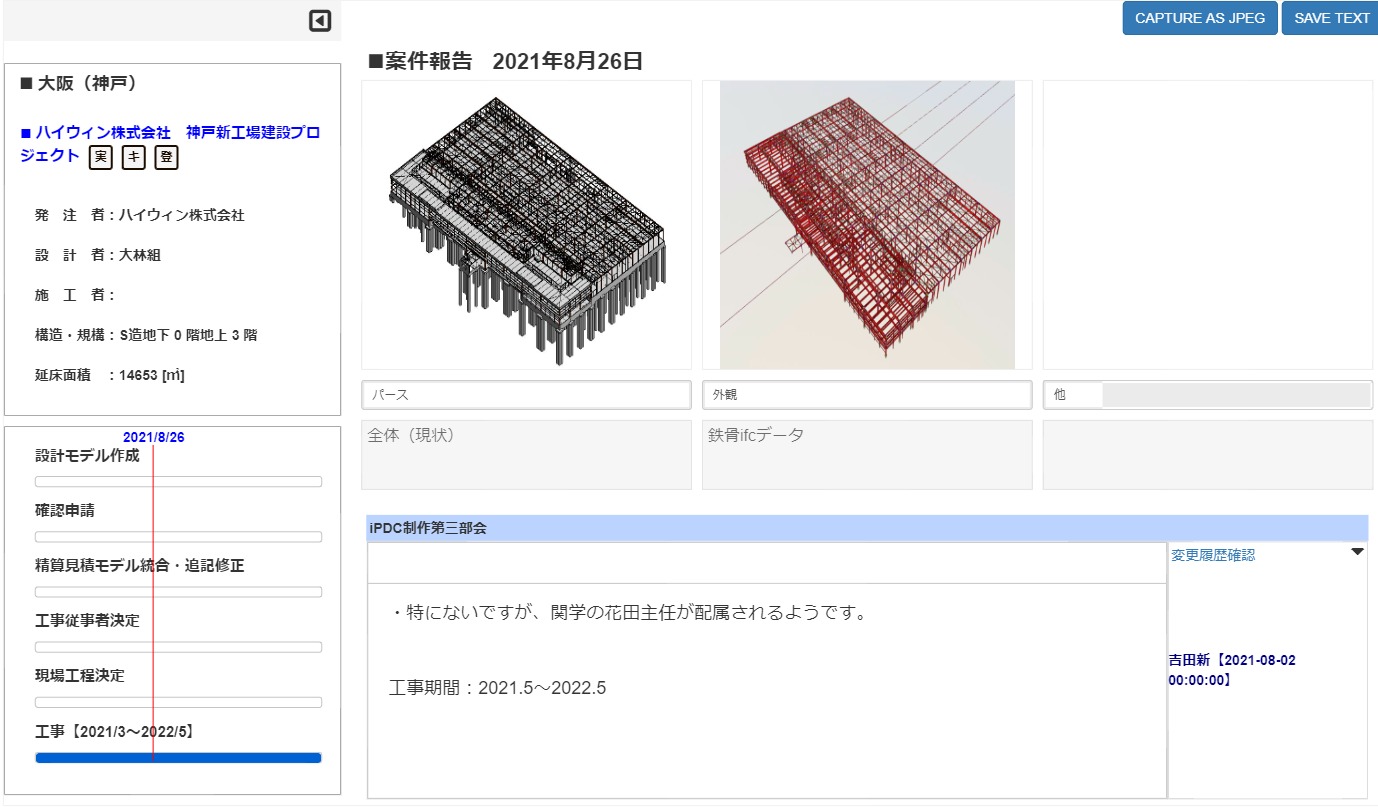 CAPTURE AS JPEG
SAVE TEXT
■ 大阪（神戸）
■ ハイウィン株式会社　神戸新工場建設プロ
ジェクト 実 キ 登
発　注　者：ハイウィン株式会社
設　計　者：大林組
施　工　者：
構造・規構：S造地下 0 階地上 3 階
延床面積　：14653 [㎡]
2021/8/26
設計モデル作成
確認申請
精算見積モデル統合・追記修正
工事従事者決定
現場工程決定
工事【2021/3～2022/5】
■案件報告　2021年8月26日
パース
外観
他
全体（現状）
鉄骨ifcデータ
iPDC制作第三部会
変更履歴確認
・特にないですが、関学の花田主任が配属されるようです。
工事期間：2021.5～2022.5
吉田新【2021-08-02
00:00:00】